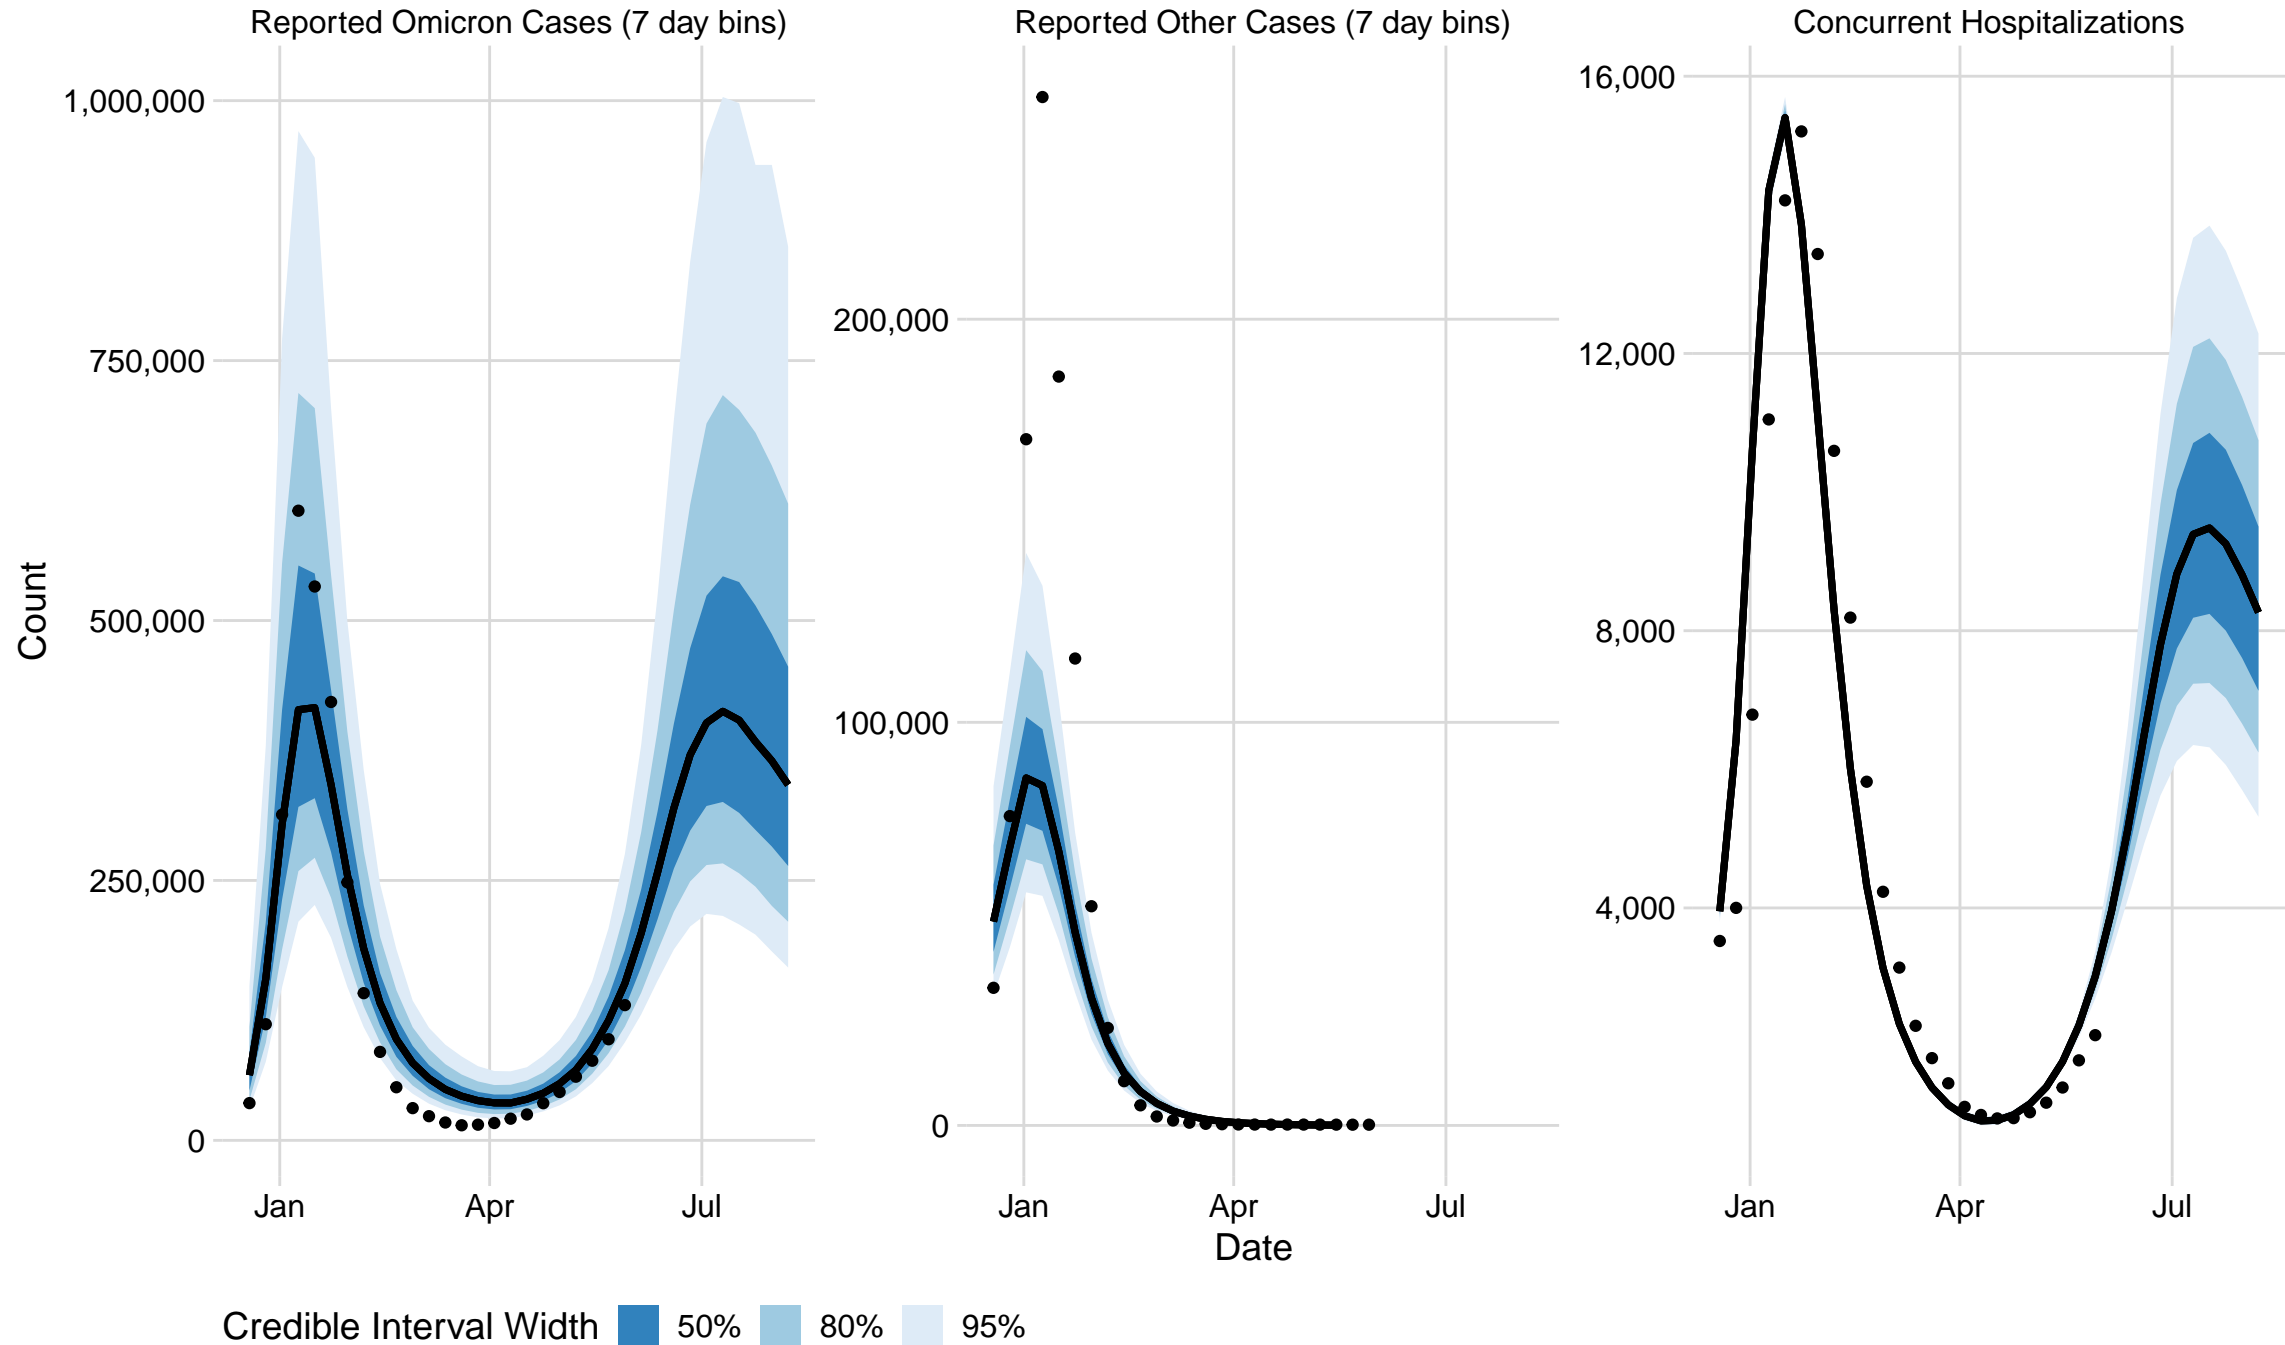 Reported Omicron Cases (7 day bins)
Reported Other Cases (7 day bins)
Concurrent Hospitalizations
Count
1,000,000
750,000
500,000
250,000
0
Jan
Apr
Jul
200,000
100,000
0
Jan
Apr
Jul
16,000
12,000
8,000
4,000
Jan
Apr
Jul
Date
Credible Interval Width 50% 80% 95%